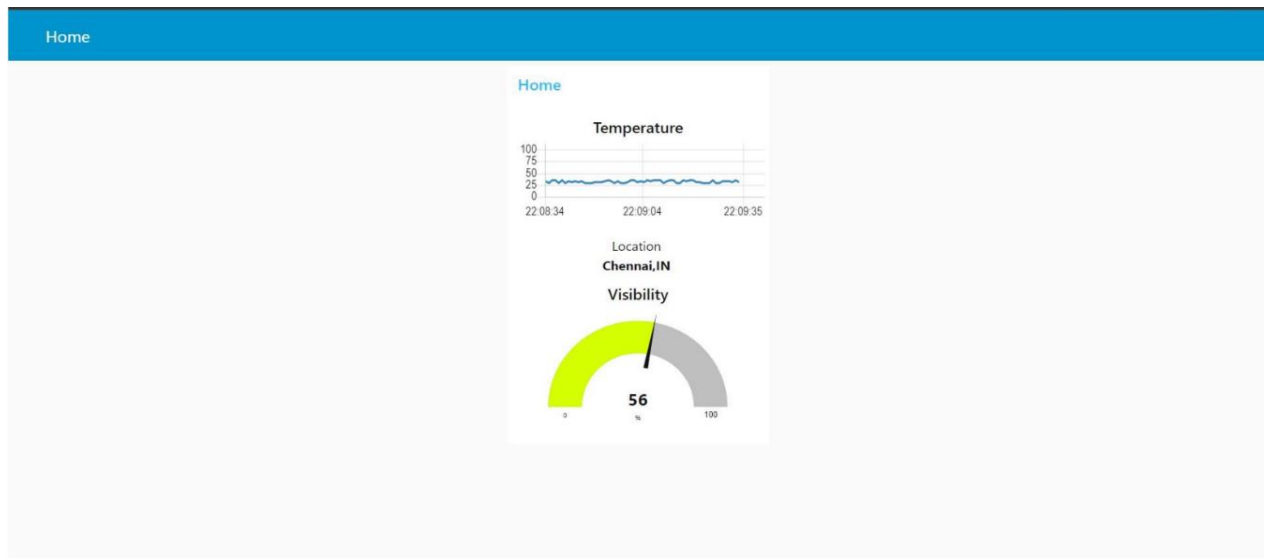 Home
Home
Temperature
100
75
50
25
0
22:08:34 22:09:04 22:09:35
Location
Chennai,IN
Visibility
56
0 % 100